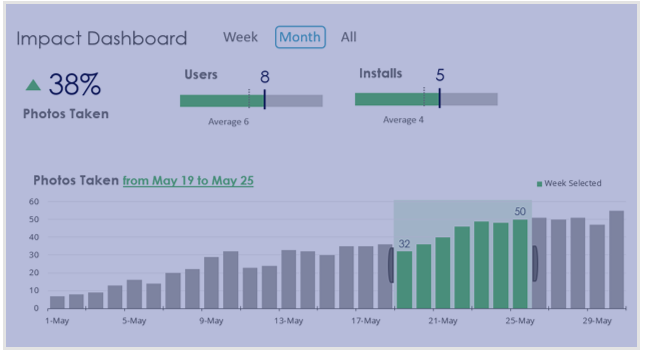 Impact Dashboard Week Month All
38%
Photos Taken
Users 8
Average 6
Installs 5
Average 4
Photos Taken from May 19 to May 25
Week Selected
60
50
40
30
20
10
0
32
50
1-May 5-May 9-May 13-May 17-May 21-May 25-May 29-May